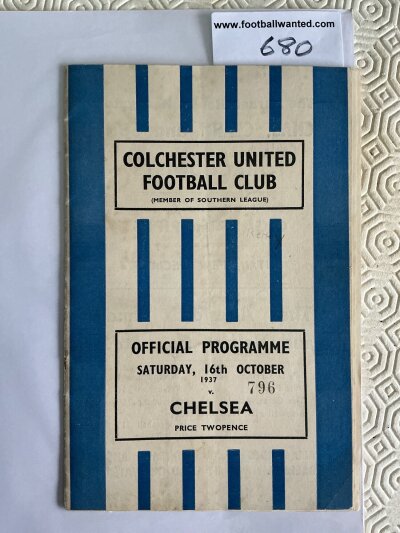 www.footballwanted.com
680
COLCHESTER UNITED
FOOTBALL CLUB
(MEMBER OF SOUTHERN LEAGUE)
OFFICIAL PROGRAMME
SATURDAY, 16th OCTOBER
1937
796
v.
CHELSEA
PRICE TWOPENCE